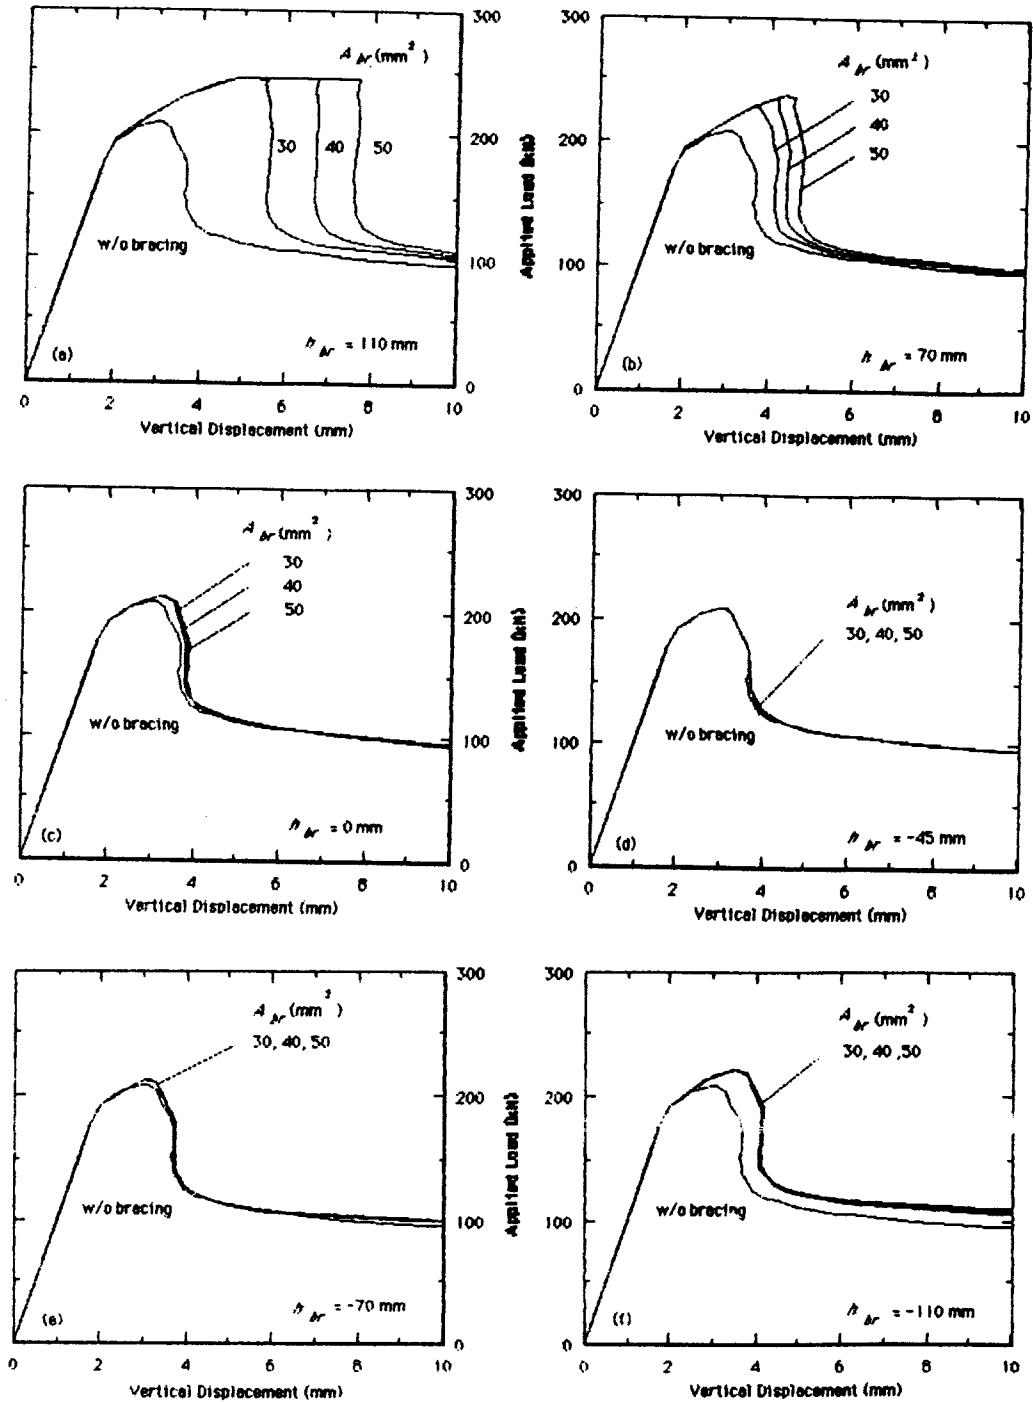 300
A br (mm²)
200
30 40 50
w/o bracing
100
h br = 110 mm
(a)
0
0 2 4 6 8 10
Vertical Displacement (mm)
Applied Load (kN)
300
A br (mm²)
30
40
50
200
w/o bracing
100
h br = 70 mm
(b)
0
0 2 4 6 8 10
Vertical Displacement (mm)
300
A br (mm²)
30
40
50
200
w/o bracing
100
h br = 0 mm
(c)
0
0 2 4 6 8 10
Vertical Displacement (mm)
Applied Load (kN)
300
A br (mm²)
30, 40, 50
200
w/o bracing
100
h br = -45 mm
(d)
0
0 2 4 6 8 10
Vertical Displacement (mm)
300
A br (mm²)
30, 40, 50
200
w/o bracing
100
h br = -70 mm
(e)
0
0 2 4 6 8 10
Vertical Displacement (mm)
Applied Load (kN)
300
A br (mm²)
30, 40, 50
200
w/o bracing
100
h br = -110 mm
(f)
0
0 2 4 6 8 10
Vertical Displacement (mm)